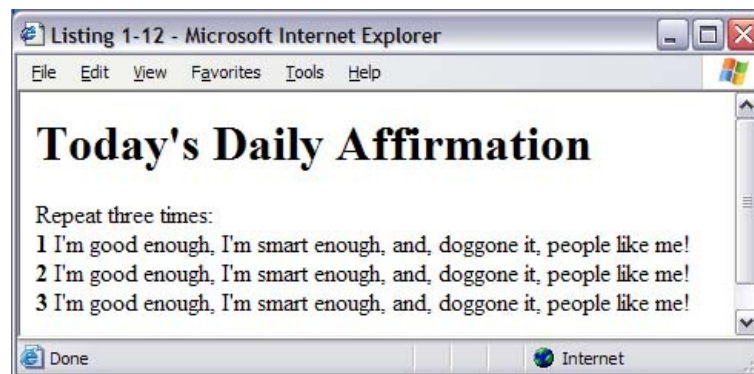 Listing 1-12 - Microsoft Internet Explorer
File Edit View Favorites Tools Help
Today's Daily Affirmation
Repeat three times:
1 I'm good enough, I'm smart enough, and, doggone it, people like me!
2 I'm good enough, I'm smart enough, and, doggone it, people like me!
3 I'm good enough, I'm smart enough, and, doggone it, people like me!
Done Internet